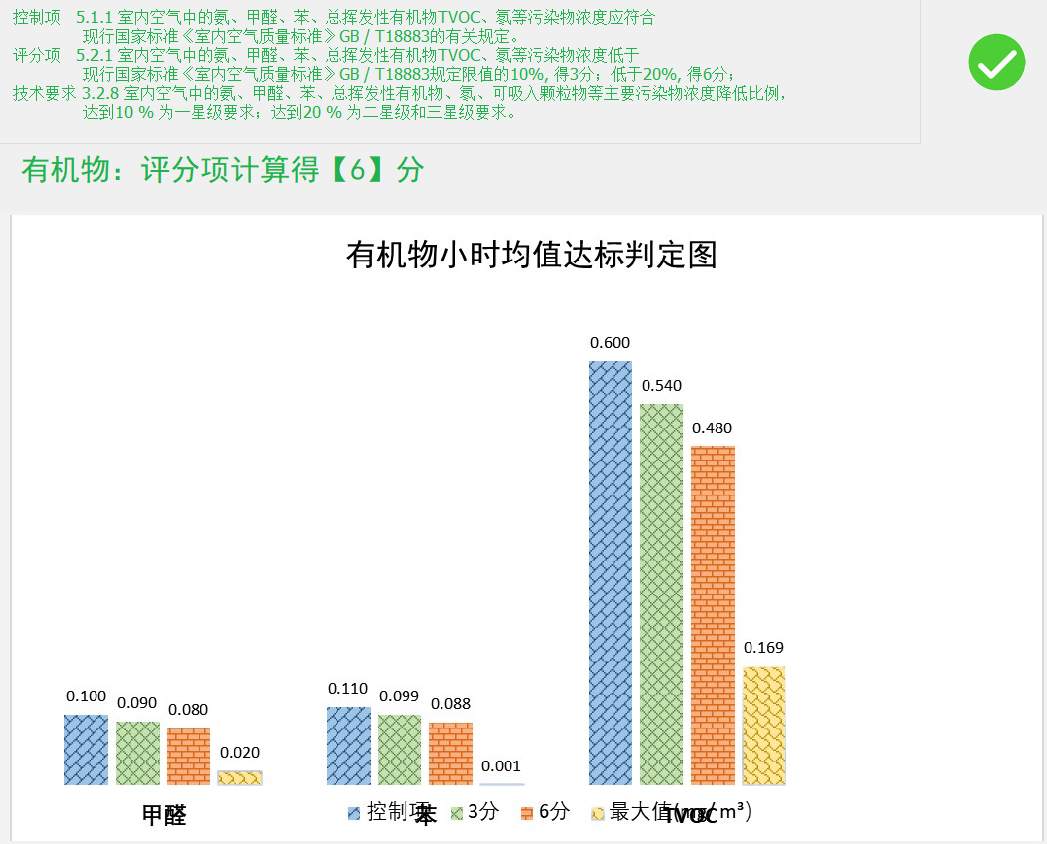 控制项 5.1.1 室内空气中的氨、甲醛、苯、总挥发性有机物TVOC、氡等污染物浓度应符合
现行国家标准《室内空气质量标准》GB / T18883的有关规定。
评分项 5.2.1 室内空气中的氨、甲醛、苯、总挥发性有机物TVOC、氡等污染物浓度低于
现行国家标准《室内空气质量标准》GB / T18883规定限值的10%, 得3分；低于20%, 得6分；
技术要求 3.2.8 室内空气中的氨、甲醛、苯、总挥发性有机物、氡、可吸入颗粒物等主要污染物浓度降低比例，
达到10 % 为一星级要求；达到20 % 为二星级和三星级要求。
有机物：评分项计算得【6】分
有机物小时均值达标判定图
0.600
0.540
0.480
0.169
0.100
0.090
0.080
0.020
0.110
0.099
0.088
0.001
甲醛
苯
TVOC
控制项 3分 6分 最大值(mg/m³)